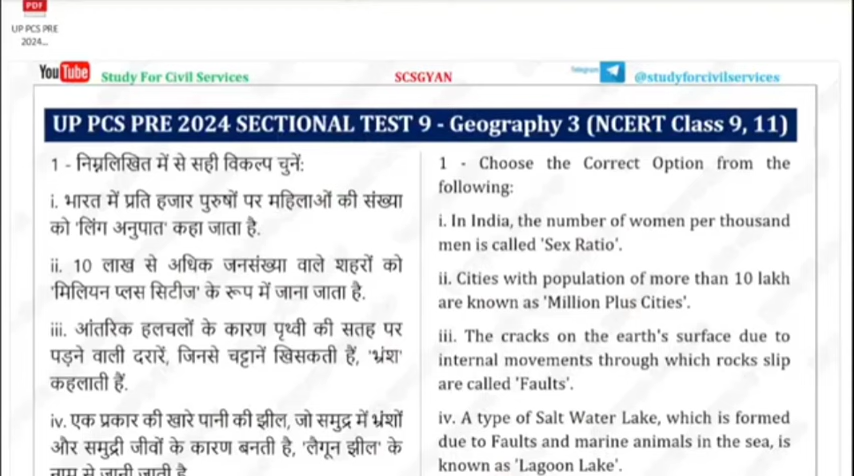 PDF
UP PCS PRE
2024...
YouTube Study For Civil Services SCSGYAN Telegram @studyforcivilservices
UP PCS PRE 2024 SECTIONAL TEST 9 - Geography 3 (NCERT Class 9, 11)
1 - निम्नलिखित में से सही विकल्प चुनें:
i. भारत में प्रति हजार पुरुषों पर महिलाओं की संख्या
को 'लिंग अनुपात' कहा जाता है.
ii. 10 लाख से अधिक जनसंख्या वाले शहरों को
'मिलियन प्लस सिटीज' के रूप में जाना जाता है.
iii. आंतरिक हलचलों के कारण पृथ्वी की सतह पर
पड़ने वाली दरारें, जिनसे चट्टानें खिसकती हैं, 'भ्रंश'
कहलाती हैं.
iv. एक प्रकार की खारे पानी की झील, जो समुद्र में भ्रंशों
और समुद्री जीवों के कारण बनती है, 'लैगून झील' के
नाम से जानी जाती है
1 - Choose the Correct Option from the
following:
i. In India, the number of women per thousand
men is called 'Sex Ratio'.
ii. Cities with population of more than 10 lakh
are known as 'Million Plus Cities'.
iii. The cracks on the earth's surface due to
internal movements through which rocks slip
are called 'Faults'.
iv. A type of Salt Water Lake, which is formed
due to Faults and marine animals in the sea, is
known as 'Lagoon Lake'.